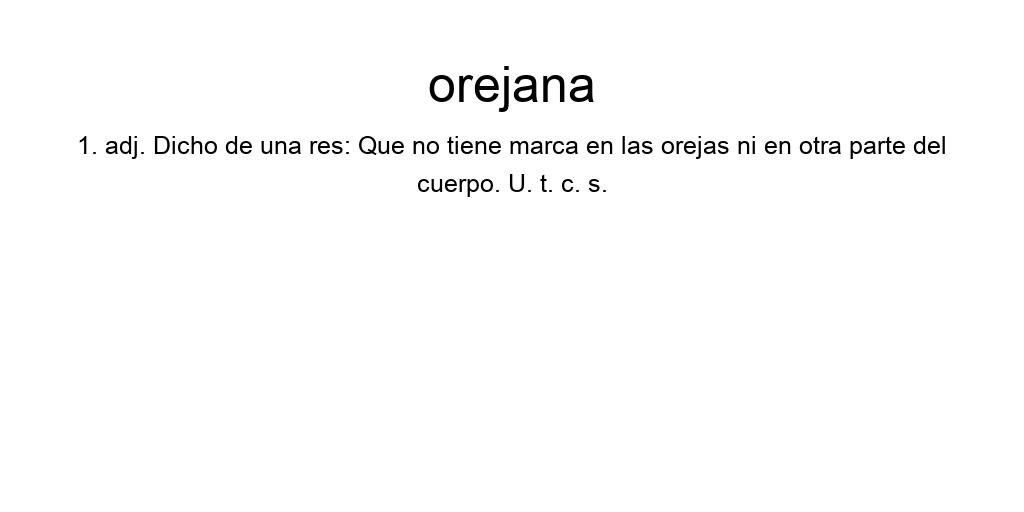 orejana
1. adj. Dicho de una res: Que no tiene marca en las orejas ni en otra parte del
cuerpo. U. t. c. s.